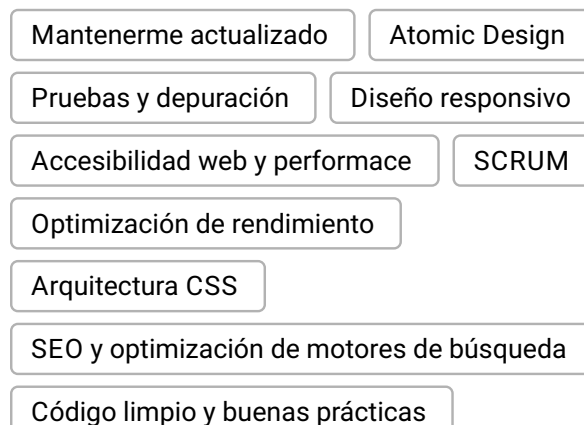 Mantenerme actualizado Atomic Design
Pruebas y depuración Diseño responsivo
Accesibilidad web y performace SCRUM
Optimización de rendimiento
Arquitectura CSS
SEO y optimización de motores de búsqueda
Código limpio y buenas prácticas